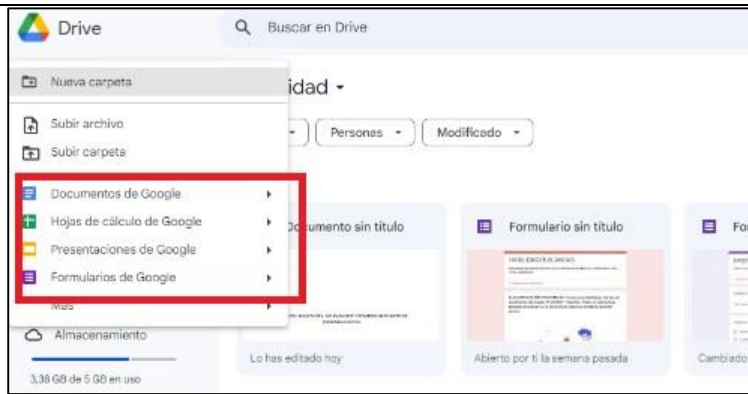 Drive
Buscar en Drive
Nueva carpeta
idad
Subir archivo
Personas
Modificado
Subir carpeta
Documentos de Google
Hojas de cálculo de Google
Documento sin título
Formulario sin título
Fo
Presentaciones de Google
Formularios de Google
Más
Almacenamiento
Lo has editado hoy
Abierto por ti la semana pasada
Cambiado
3,38 GB de 5 GB en uso